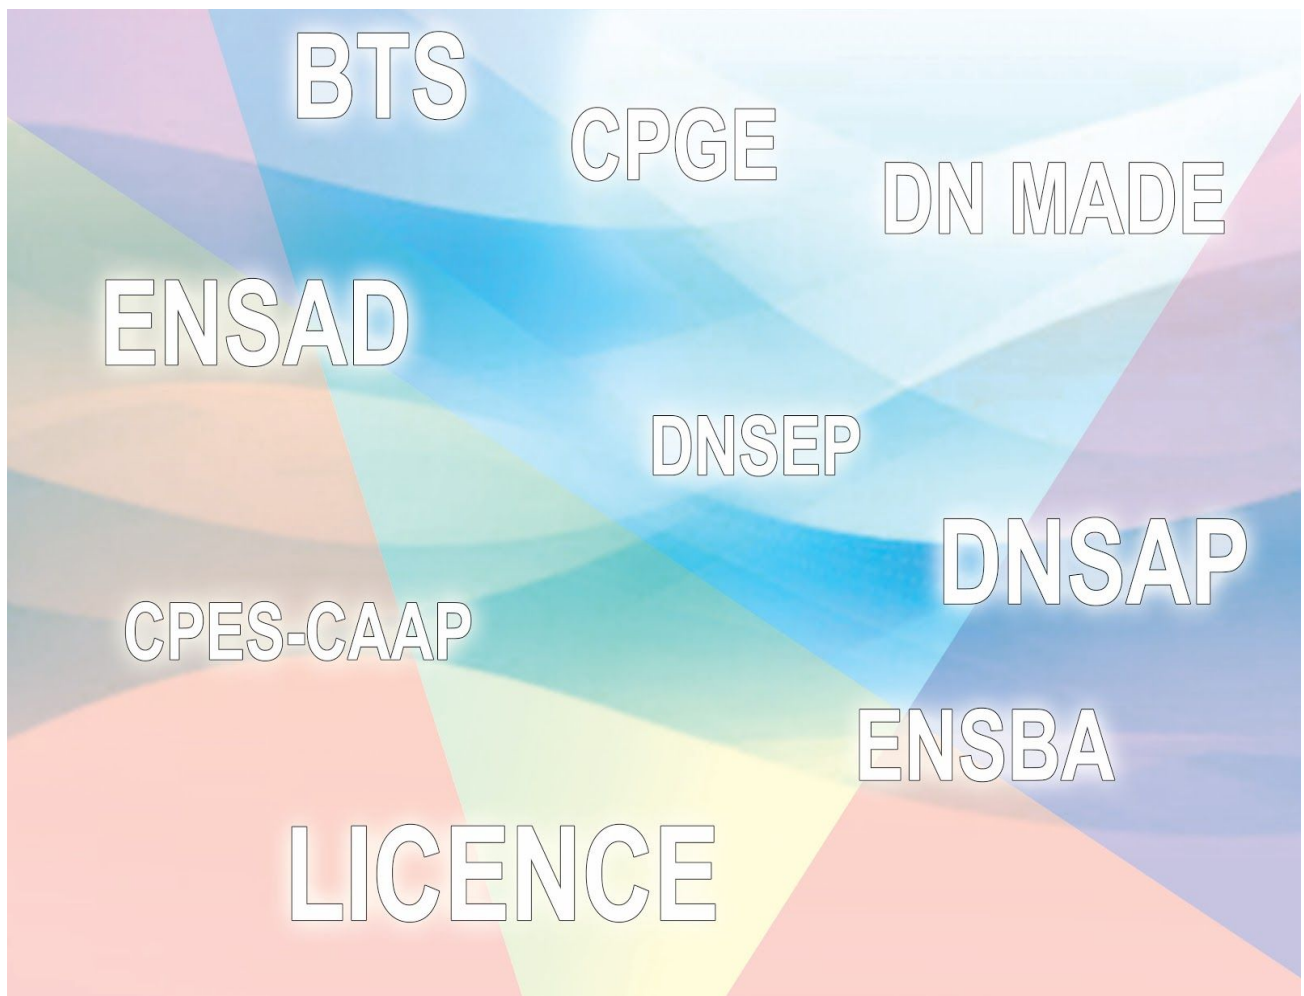 BTS
CPGE
DN MADE
ENSAD
DNSEP
DNSAP
CPES-CAAP
ENSBA
LICENCE